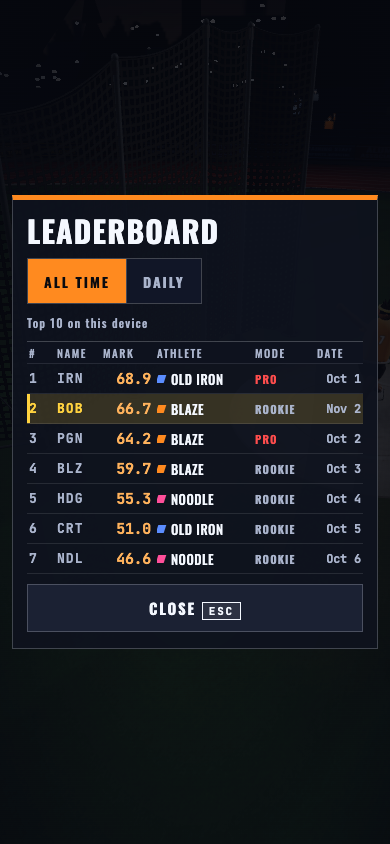 LEADERBOARD
ALL TIME DAILY
Top 10 on this device
# NAME MARK ATHLETE MODE DATE
1 IRN 68.9 OLD IRON PRO Oct 1
2 BOB 66.7 BLAZE ROOKIE Nov 2
3 PGN 64.2 BLAZE PRO Oct 2
4 BLZ 59.7 BLAZE ROOKIE Oct 3
5 HDG 55.3 NOODLE ROOKIE Oct 4
6 CRT 51.0 OLD IRON ROOKIE Oct 5
7 NDL 46.6 NOODLE ROOKIE Oct 6
CLOSE ESC